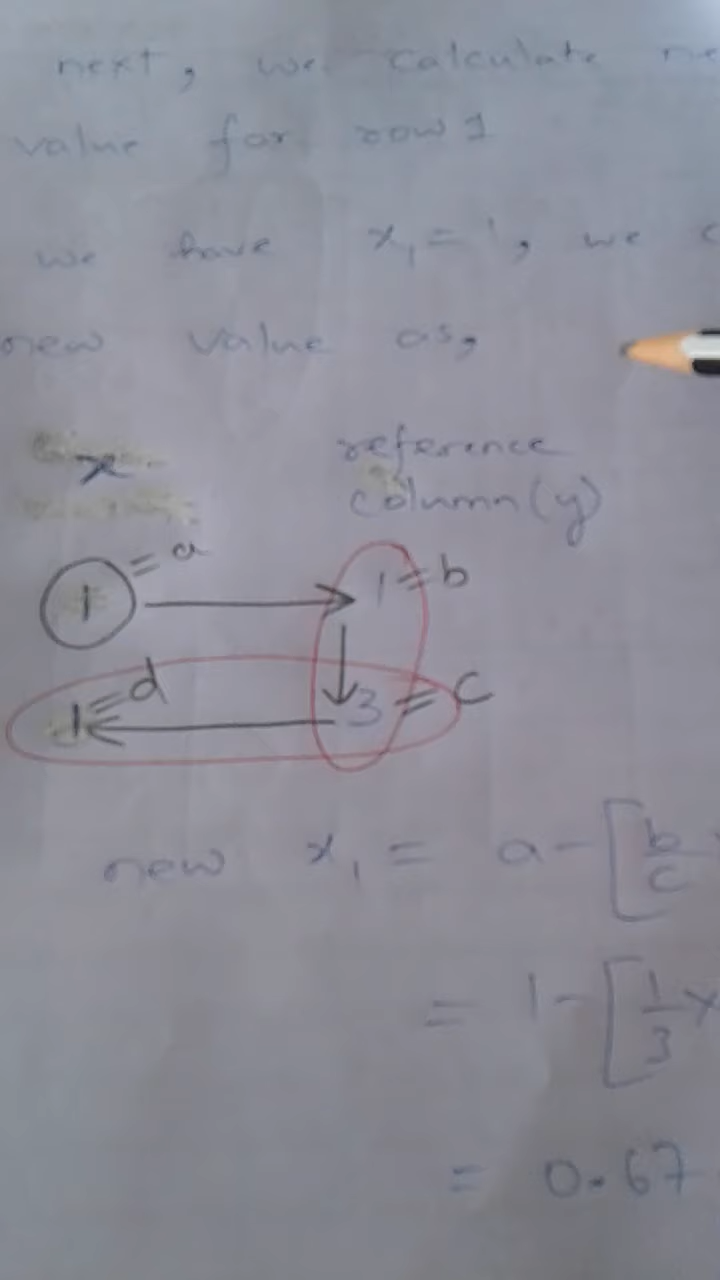 next, we calculate ne
value for row 1
we have x₁ = 1, we c
new value as,
x reference
column (y)
1 = a 1 = b
1 = d 3 = c
new x₁ = a - [b/c
= 1 - [1/3 x
= 0.67